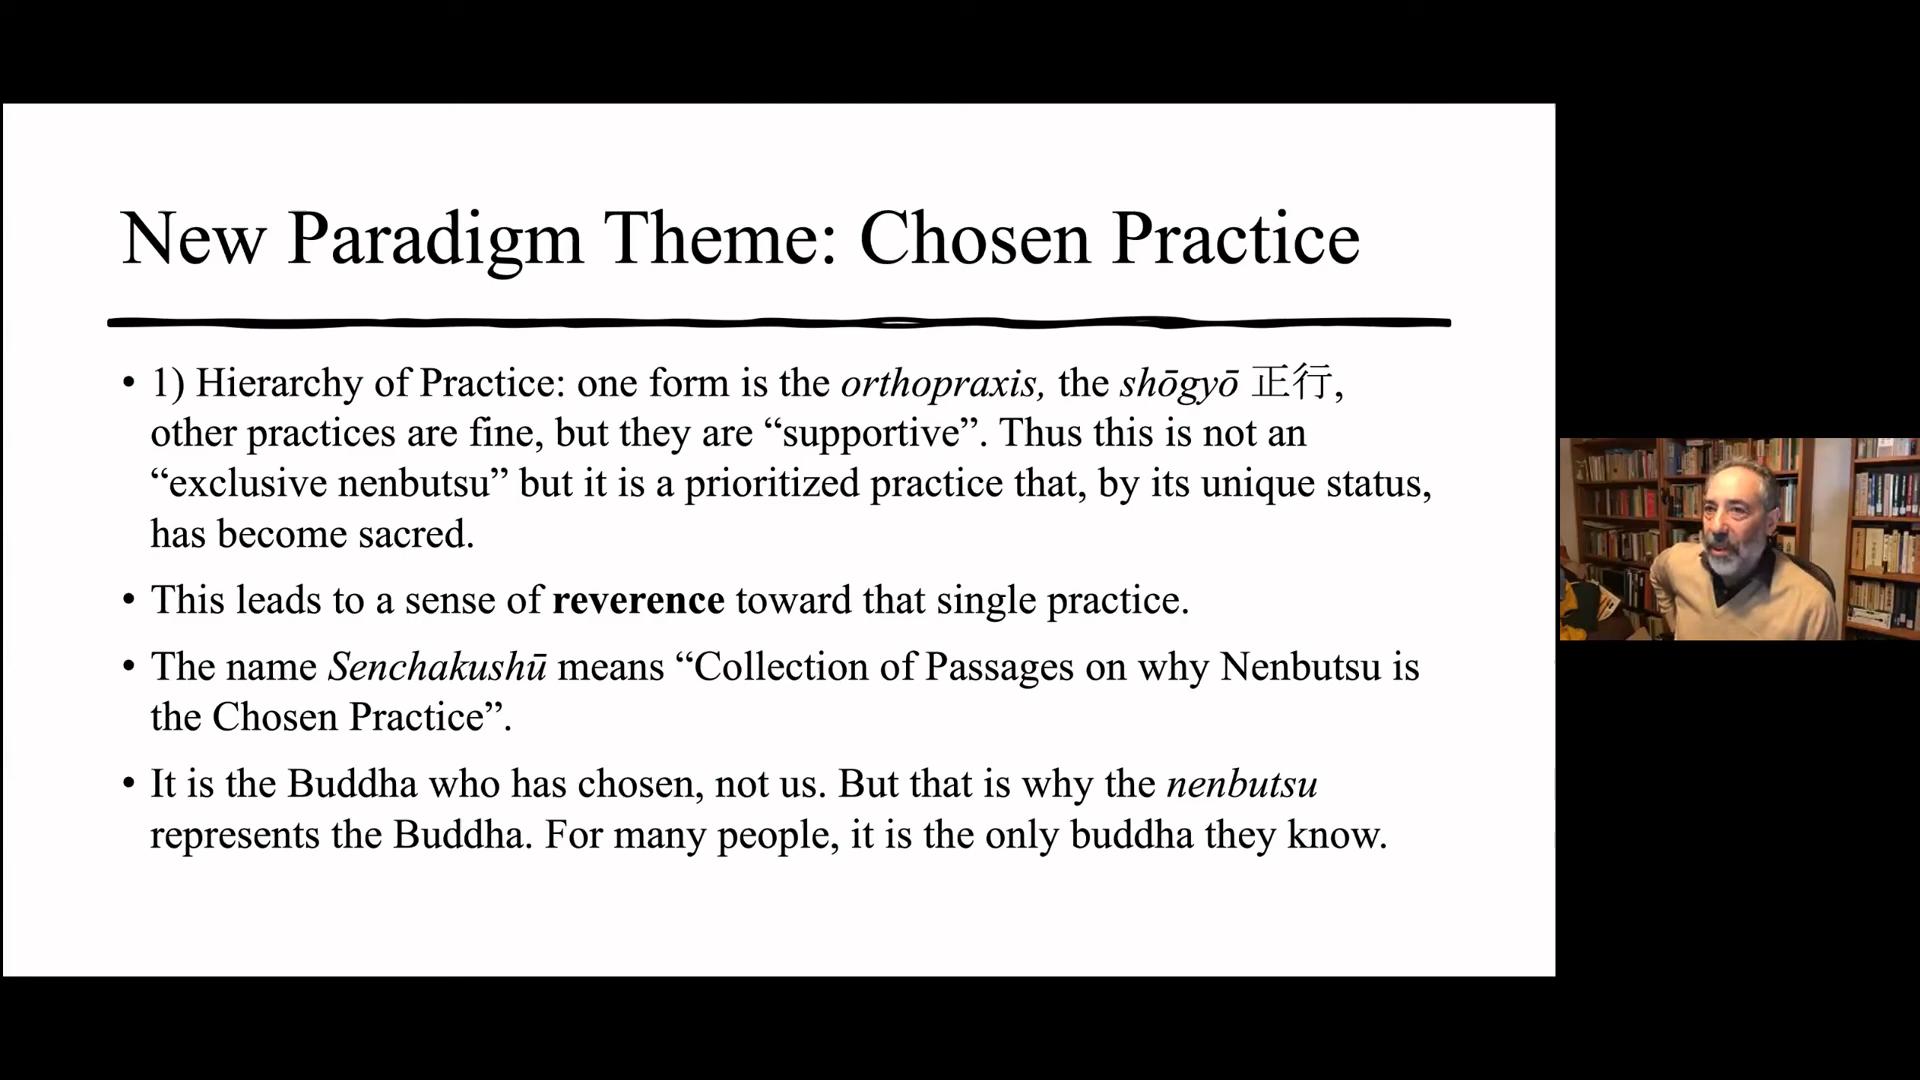 New Paradigm Theme: Chosen Practice
• 1) Hierarchy of Practice: one form is the orthopraxis, the shōgyō 正行,
other practices are fine, but they are “supportive”. Thus this is not an
“exclusive nenbutsu” but it is a prioritized practice that, by its unique status,
has become sacred.
• This leads to a sense of reverence toward that single practice.
• The name Senchakushū means “Collection of Passages on why Nenbutsu is
the Chosen Practice”.
• It is the Buddha who has chosen, not us. But that is why the nenbutsu
represents the Buddha. For many people, it is the only buddha they know.